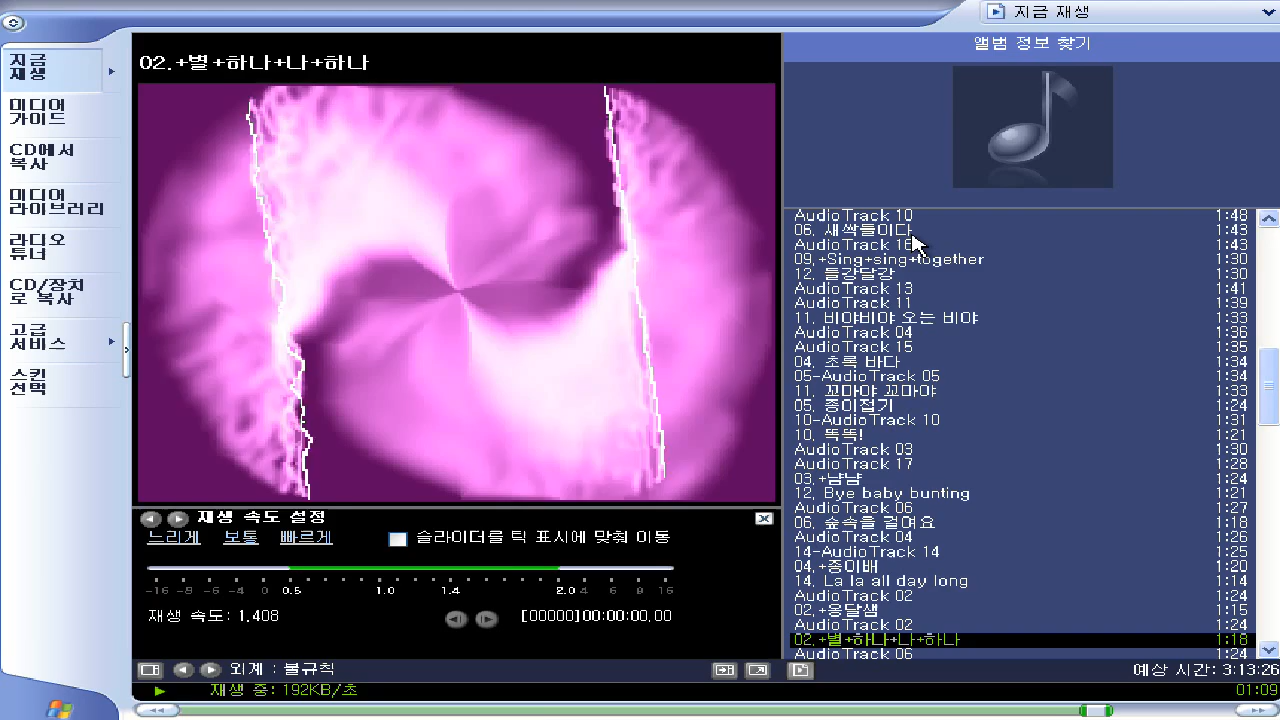 지금 재생
앨범 정보 찾기
지금
재생
미디어
가이드
CD에서
복사
미디어
라이브러리
라디오
튜너
CD/장치
로 복사
고급
서비스
스킨
선택
02.+별+하나+나+하나
AudioTrack 10 1:48
06. 새싹들이다 1:43
AudioTrack 16 1:43
09.+Sing+sing+together 1:30
12. 들강달강 1:30
AudioTrack 13 1:41
AudioTrack 11 1:39
11. 비야비야 오는 비야 1:33
AudioTrack 04 1:36
AudioTrack 15 1:35
04. 초록 바다 1:34
05-AudioTrack 05 1:34
11. 꼬마야 꼬마야 1:33
05. 종이접기 1:24
10-AudioTrack 10 1:31
10. 똑똑! 1:21
AudioTrack 03 1:30
AudioTrack 17 1:28
03.+냠냠 1:24
12. Bye baby bunting 1:21
AudioTrack 06 1:27
06. 숲속을 걸어요 1:18
AudioTrack 04 1:26
14-AudioTrack 14 1:25
04.+종이배 1:20
14. La la all day long 1:14
AudioTrack 02 1:24
02.+옹달샘 1:15
AudioTrack 02 1:24
02.+별+하나+나+하나 1:18
AudioTrack 06 1:24
재생 속도 설정
느리게 보통 빠르게 슬라이더를 틱 표시에 맞춰 이동
-16 -8 -6 -4 0 0.5 1.0 1.4 2.0 4 6 8 16
재생 속도: 1.408 [00000]00:00:00.00
외계 : 불규칙 예상 시간: 3:13:26
재생 중: 192KB/초 01:09